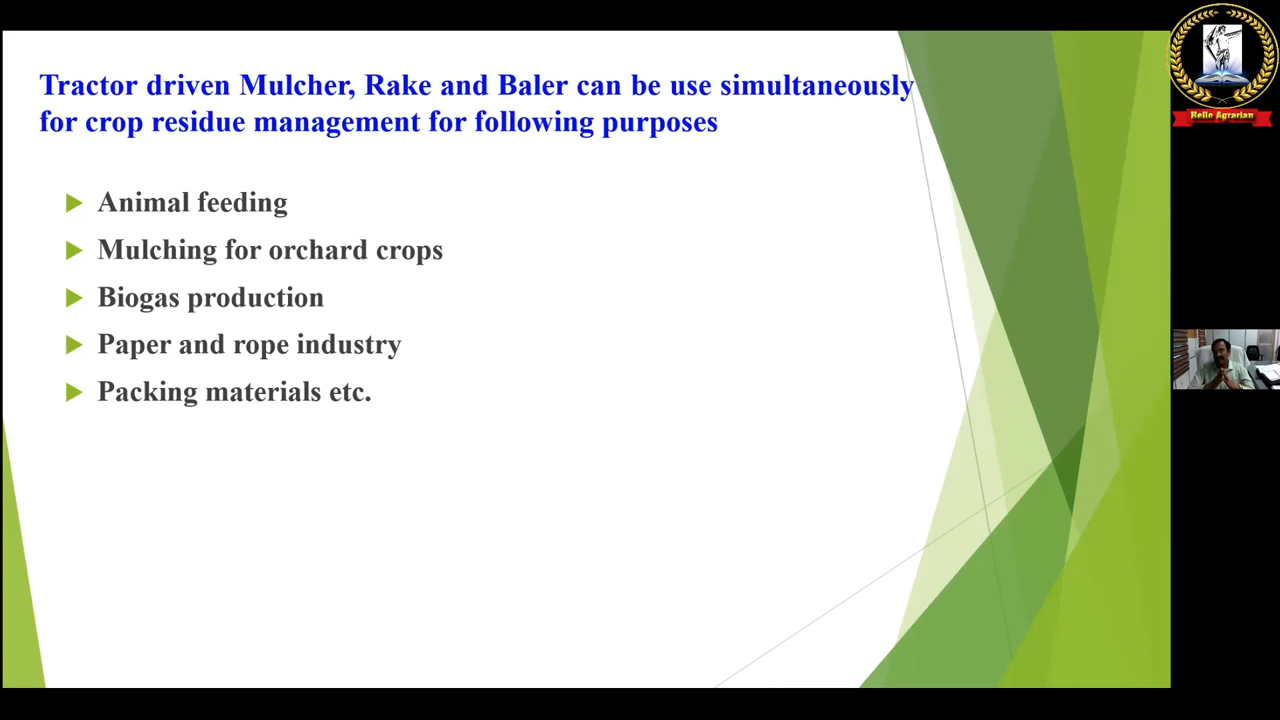 Tractor driven Mulcher, Rake and Baler can be use simultaneously
for crop residue management for following purposes
Animal feeding
Mulching for orchard crops
Biogas production
Paper and rope industry
Packing materials etc.
Hello Agrarian